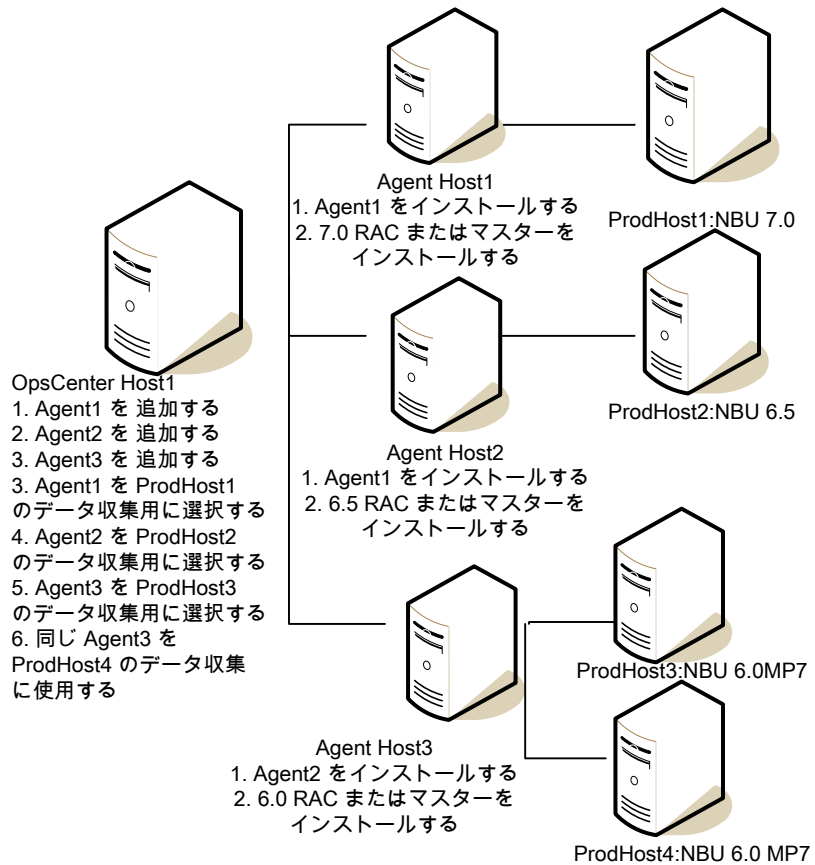 Agent Host1
1. Agent1 をインストールする
2. 7.0 RAC またはマスターを
インストールする
ProdHost1:NBU 7.0
OpsCenter Host1
1. Agent1 を 追加する
2. Agent2 を 追加する
3. Agent3 を 追加する
3. Agent1 を ProdHost1
のデータ収集用に選択する
4. Agent2 を ProdHost2
のデータ収集用に選択する
5. Agent3 を ProdHost3
のデータ収集用に選択する
6. 同じ Agent3 を
ProdHost4 のデータ収集
に使用する
Agent Host2
1. Agent1 をインストールする
2. 6.5 RAC またはマスターを
インストールする
ProdHost2:NBU 6.5
Agent Host3
1. Agent2 をインストールする
2. 6.0 RAC またはマスターを
インストールする
ProdHost3:NBU 6.0MP7
ProdHost4:NBU 6.0 MP7